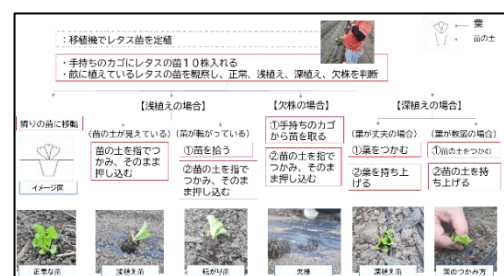 :移植機でレタス苗を定植
葉
苗の土
・手持ちのカゴにレタスの苗10株入れる
・畝に植えているレタスの苗を観察し、正常、浅植え、深植え、欠株を判断
【浅植えの場合】
【欠株の場合】
【深植えの場合】
隣りの苗に移動
イメージ図
(苗の土が見えている)
苗の土を指でつかみ、そのまま押し込む
(苗が転がっている)
①苗を拾う
②苗の土を指でつかみ、そのまま押し込む
①手持ちのカゴから苗を取る
②苗の土を指でつかみ、そのまま押し込む
(葉が丈夫の場合)
①葉をつかむ
②葉を持ち上げる
(葉が軟弱の場合)
①苗の土をつかむ
②苗の土を持ち上げる
正常な苗
浅植え苗
転がり苗
欠株
深植え苗
葉のつかみ方